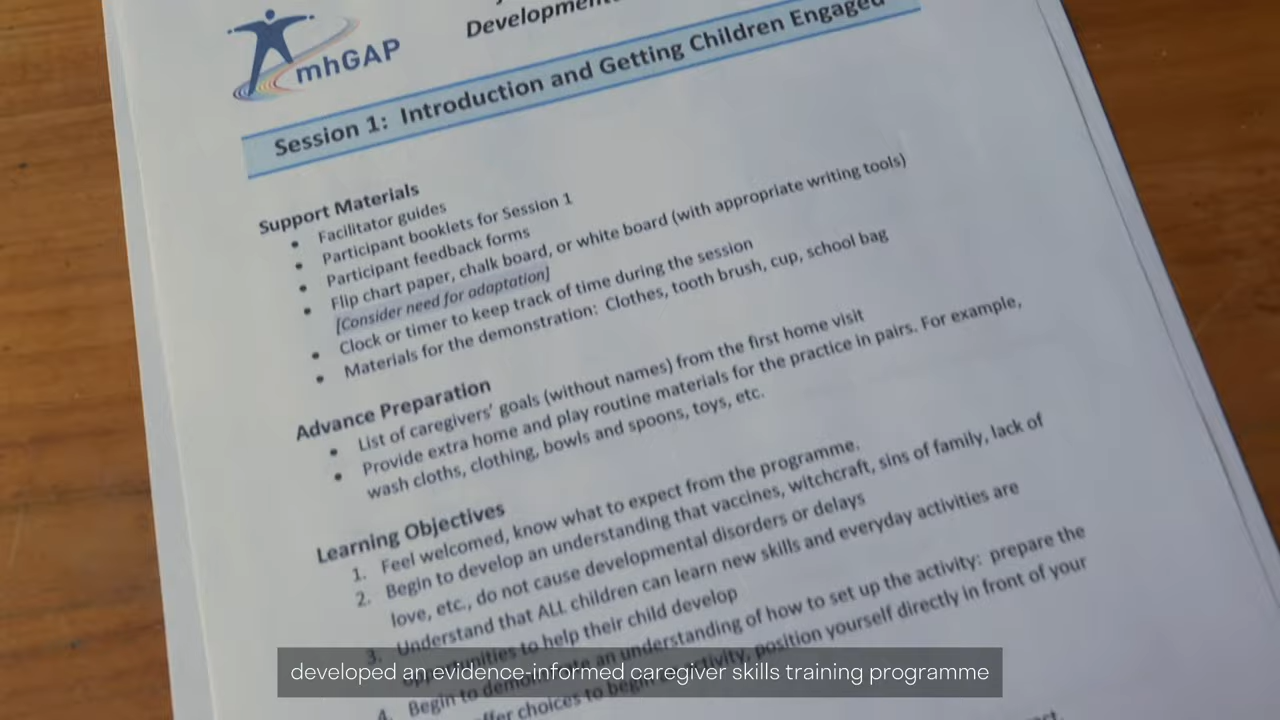 Development
mhGAP
Session 1: Introduction and Getting Children Engaged
Support Materials
• Facilitator guides
• Participant booklets for Session 1
• Participant feedback forms
• Flip chart paper, chalk board, or white board (with appropriate writing tools)
[Consider need for adaptation]
• Clock or timer to keep track of time during the session
• Materials for the demonstration: Clothes, tooth brush, cup, school bag
Advance Preparation
• List of caregivers' goals (without names) from the first home visit
• Provide extra home and play routine materials for the practice in pairs. For example,
wash cloths, clothing, bowls and spoons, toys, etc.
Learning Objectives
1. Feel welcomed, know what to expect from the programme.
2. Begin to develop an understanding that vaccines, witchcraft, sins of family, lack of
love, etc., do not cause developmental disorders or delays
3. Understand that ALL children can learn new skills and everyday activities are
opportunities to help their child develop
4. Begin to demonstrate an understanding of how to set up the activity: prepare the
offer choices to begin activity, position yourself directly in front of your
developed an evidence-informed caregiver skills training programme